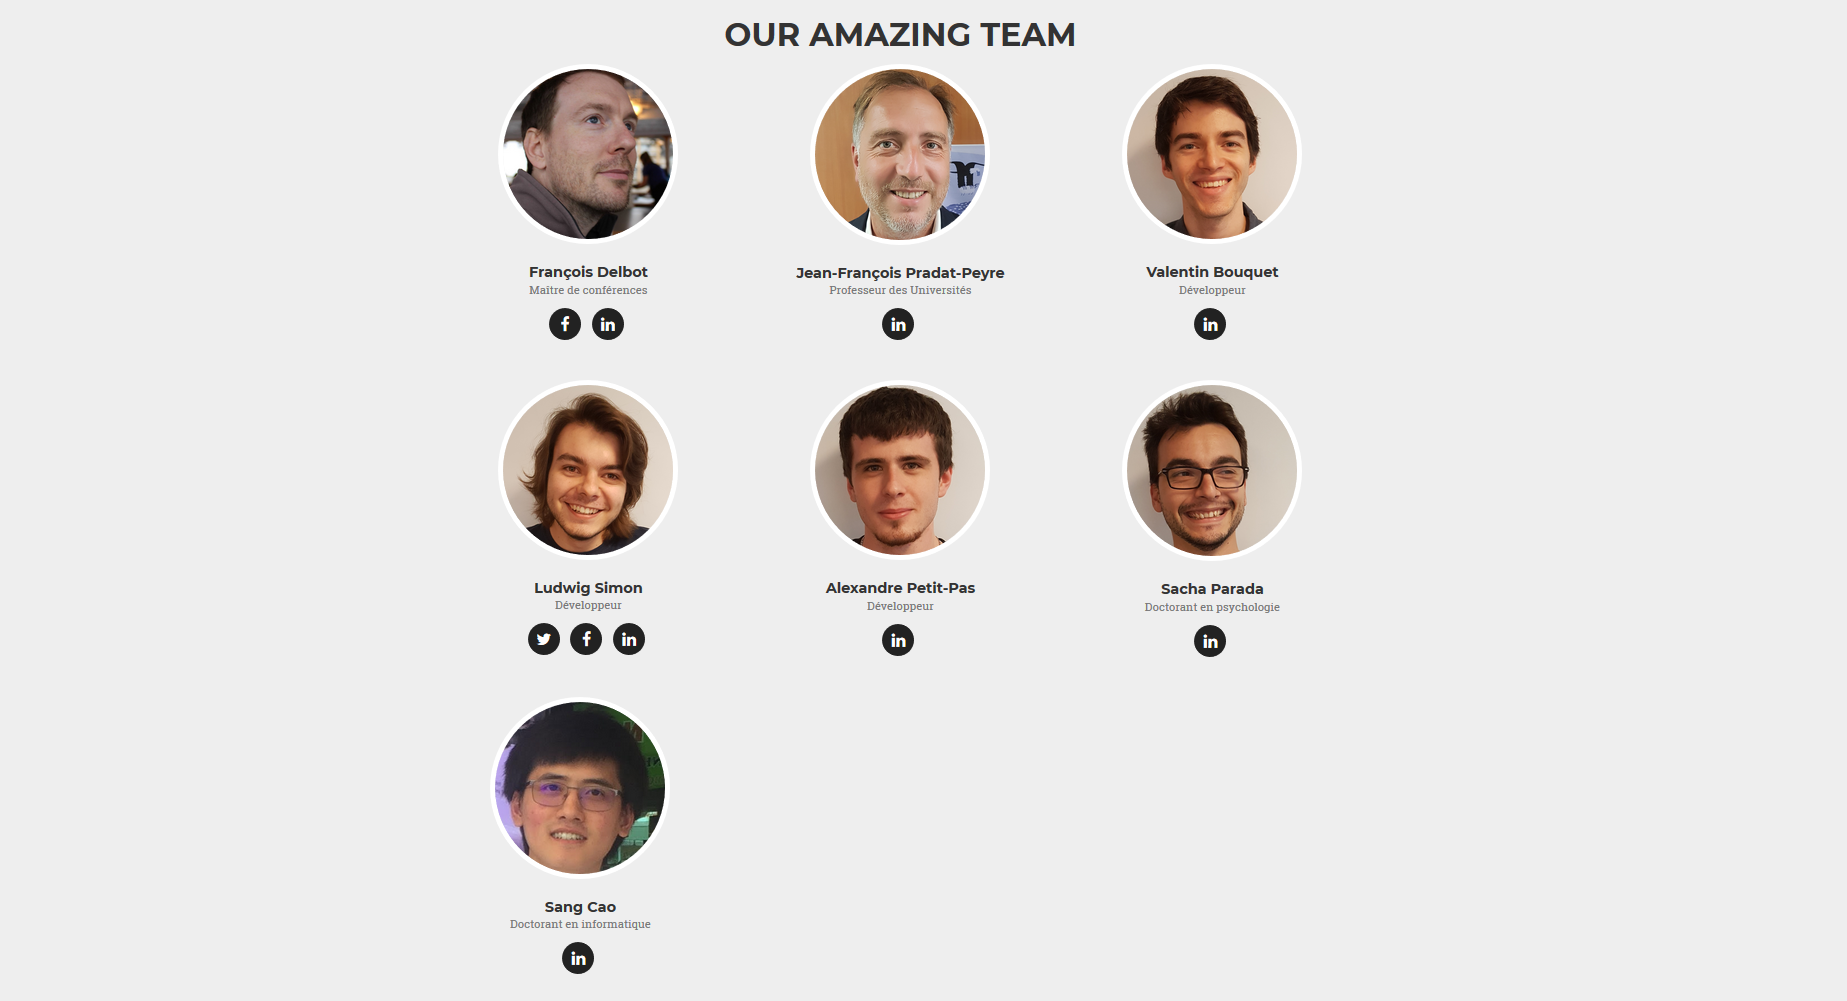 OUR AMAZING TEAM
François Delbot
Maître de conférences
Jean-François Pradat-Peyre
Professeur des Universités
Valentin Bouquet
Développeur
Ludwig Simon
Développeur
Alexandre Petit-Pas
Développeur
Sacha Parada
Doctorant en psychologie
Sang Cao
Doctorant en informatique